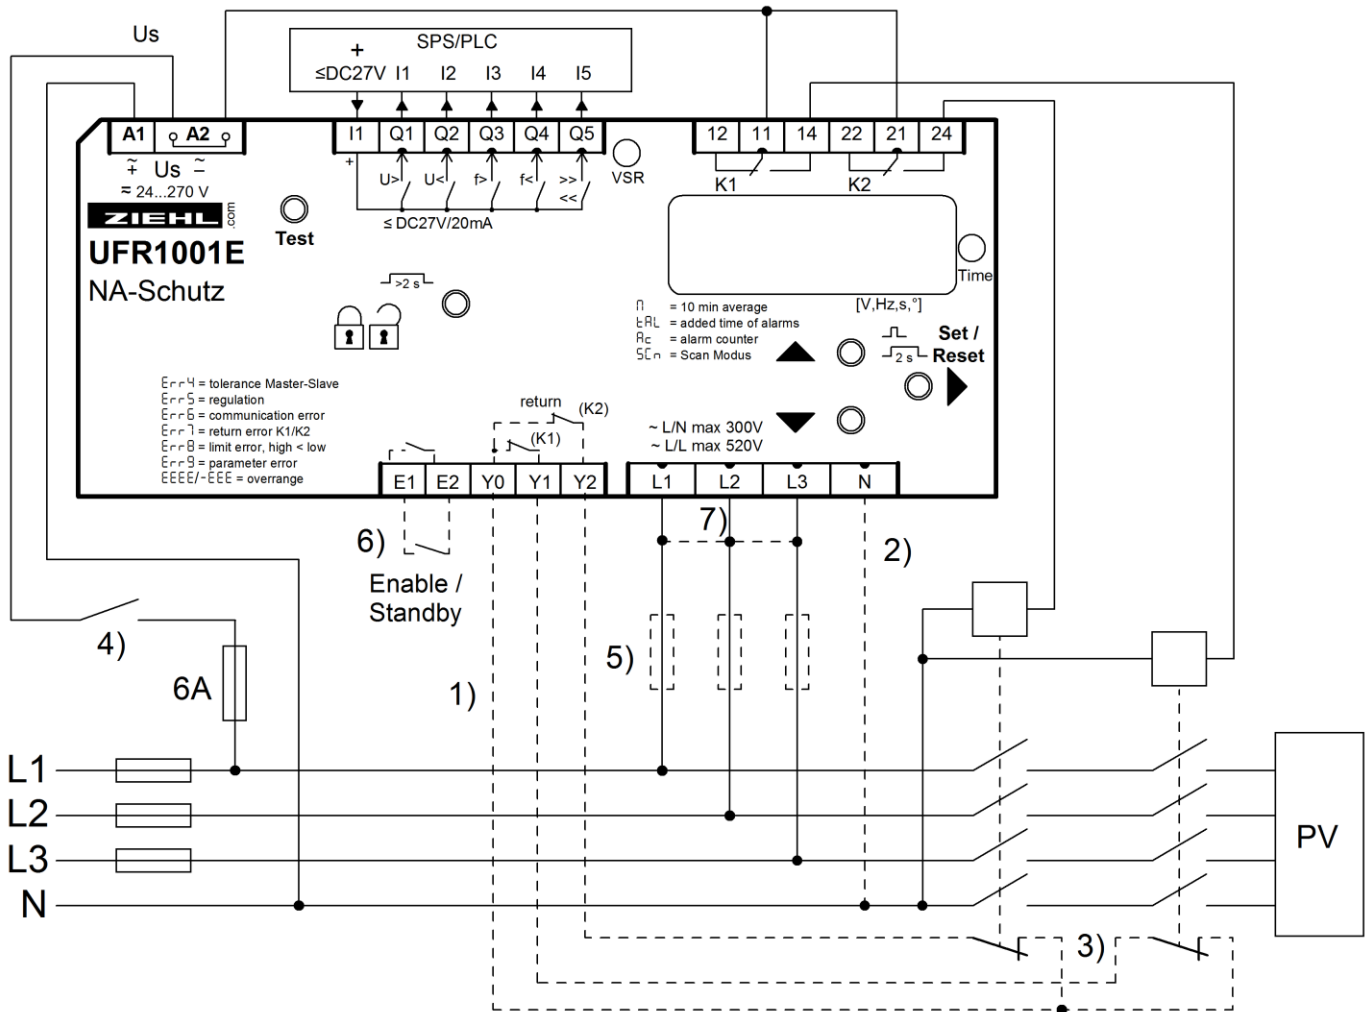 Us
SPS/PLC
+
≤DC27V I1 I2 I3 I4 I5
A1 A2
I1 Q1 Q2 Q3 Q4 Q5
12 11 14 22 21 24
~ + Us ~ −
≂ 24...270 V
+
U> U< f> f< >> <<
VSR
K1 K2
≤ DC27V/20mA
ZIEHL .com
UFR1001E
NA-Schutz
Test
>2 s
Time
[V,Hz,s,°]
n = 10 min average
tAL = added time of alarms
Ac = alarm counter
SCn = Scan Modus
Set /
2 s Reset
Err4 = tolerance Master-Slave
Err5 = regulation
Err6 = communication error
Err7 = return error K1/K2
Err8 = limit error, high < low
Err9 = parameter error
EEEE/-EEE = overrange
return (K2)
(K1)
~ L/N max 300V
~ L/L max 520V
E1 E2 Y0 Y1 Y2
L1 L2 L3 N
7)
6)
2)
Enable /
Standby
4)
5)
6A
1)
L1
L2
L3
N
PV
3)